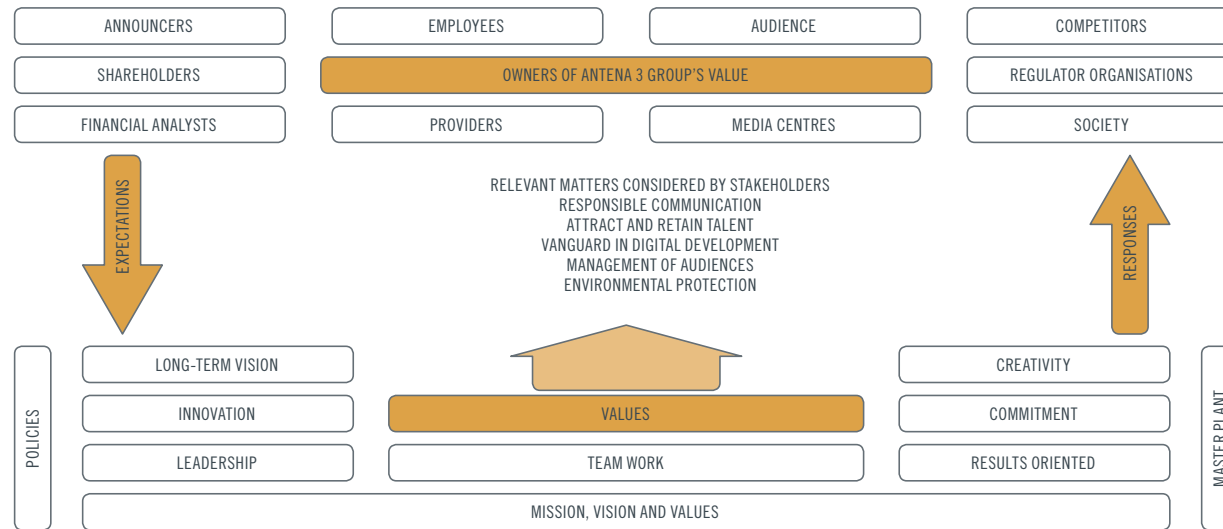 ANNOUNCERS
EMPLOYEES
AUDIENCE
COMPETITORS
SHAREHOLDERS
OWNERS OF ANTENA 3 GROUP'S VALUE
REGULATOR ORGANISATIONS
FINANCIAL ANALYSTS
PROVIDERS
MEDIA CENTRES
SOCIETY
EXPECTATIONS
RELEVANT MATTERS CONSIDERED BY STAKEHOLDERS
RESPONSIBLE COMMUNICATION
ATTRACT AND RETAIN TALENT
VANGUARD IN DIGITAL DEVELOPMENT
MANAGEMENT OF AUDIENCES
ENVIRONMENTAL PROTECTION
RESPONSES
POLICIES
LONG-TERM VISION
CREATIVITY
INNOVATION
VALUES
COMMITMENT
LEADERSHIP
TEAM WORK
RESULTS ORIENTED
MISSION, VISION AND VALUES
MASTER PLANT